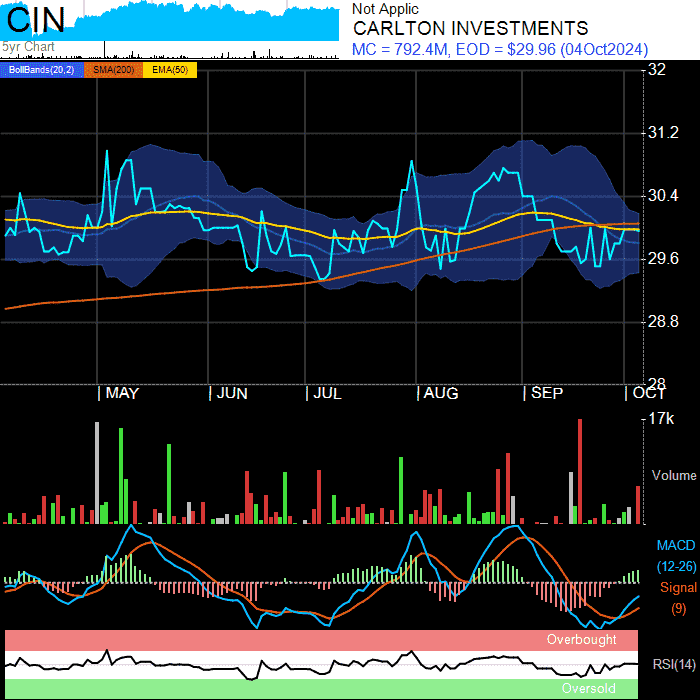 CIN
5yr Chart
Not Applic
CARLTON INVESTMENTS
MC = 792.4M, EOD = $29.96 (04Oct2024)
BollBands(20,2) SMA(200) EMA(50)
32
31.2
30.4
29.6
28.8
28
MAY JUN JUL AUG SEP OCT
17k
Volume
MACD
(12-26)
Signal
(9)
Overbought
RSI(14)
Oversold